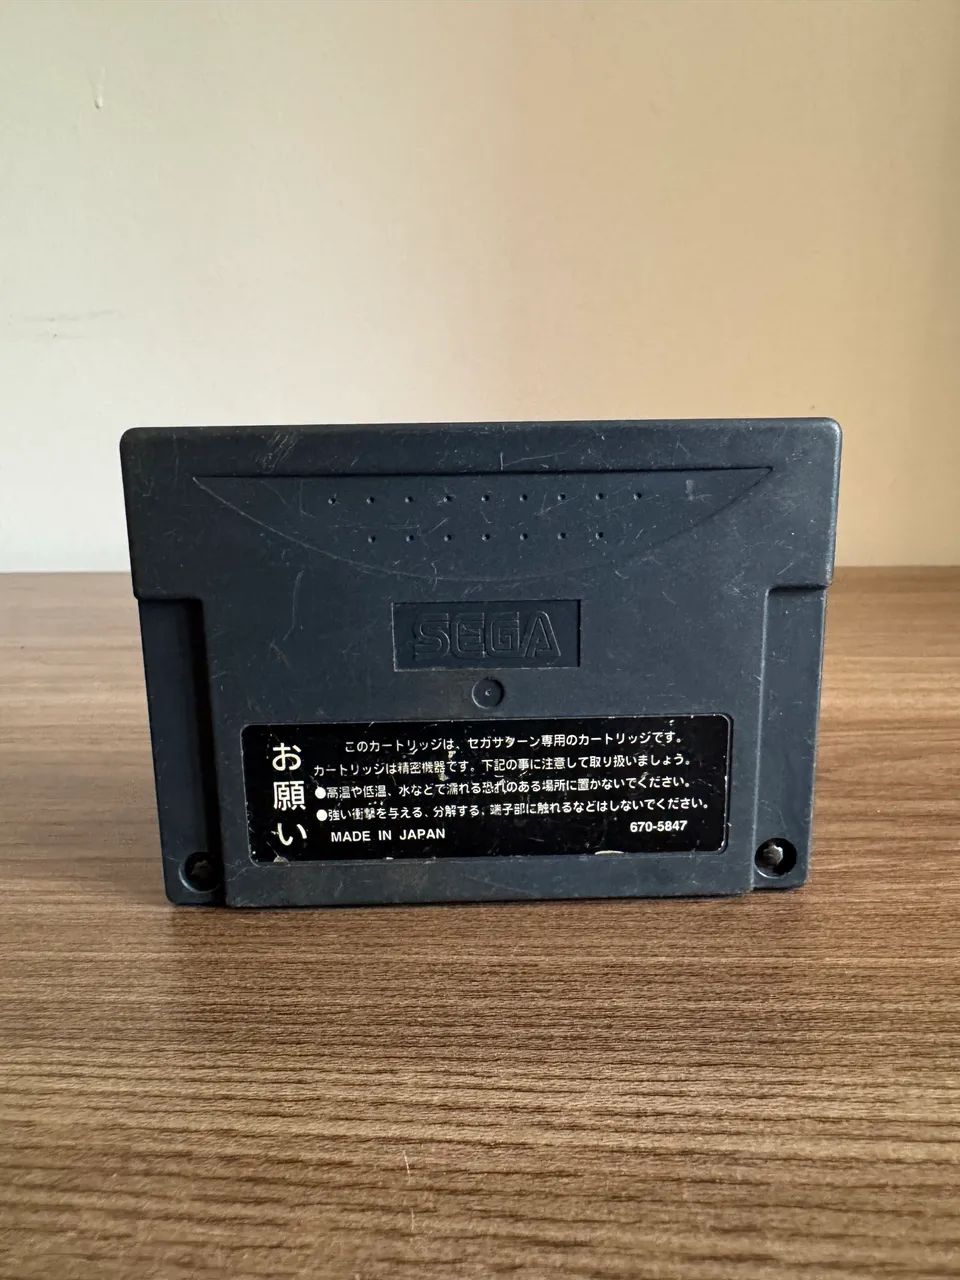 SEGA
お願い
このカートリッジは、セガサターン専用のカートリッジです。
カートリッジは精密機器です。下記の事に注意して取り扱いましょう。
●高温や低温、水などで濡れる恐れのある場所に置かないでください。
●強い衝撃を与える、分解する、端子部に触れるなどはしないでください。
MADE IN JAPAN 670-5847